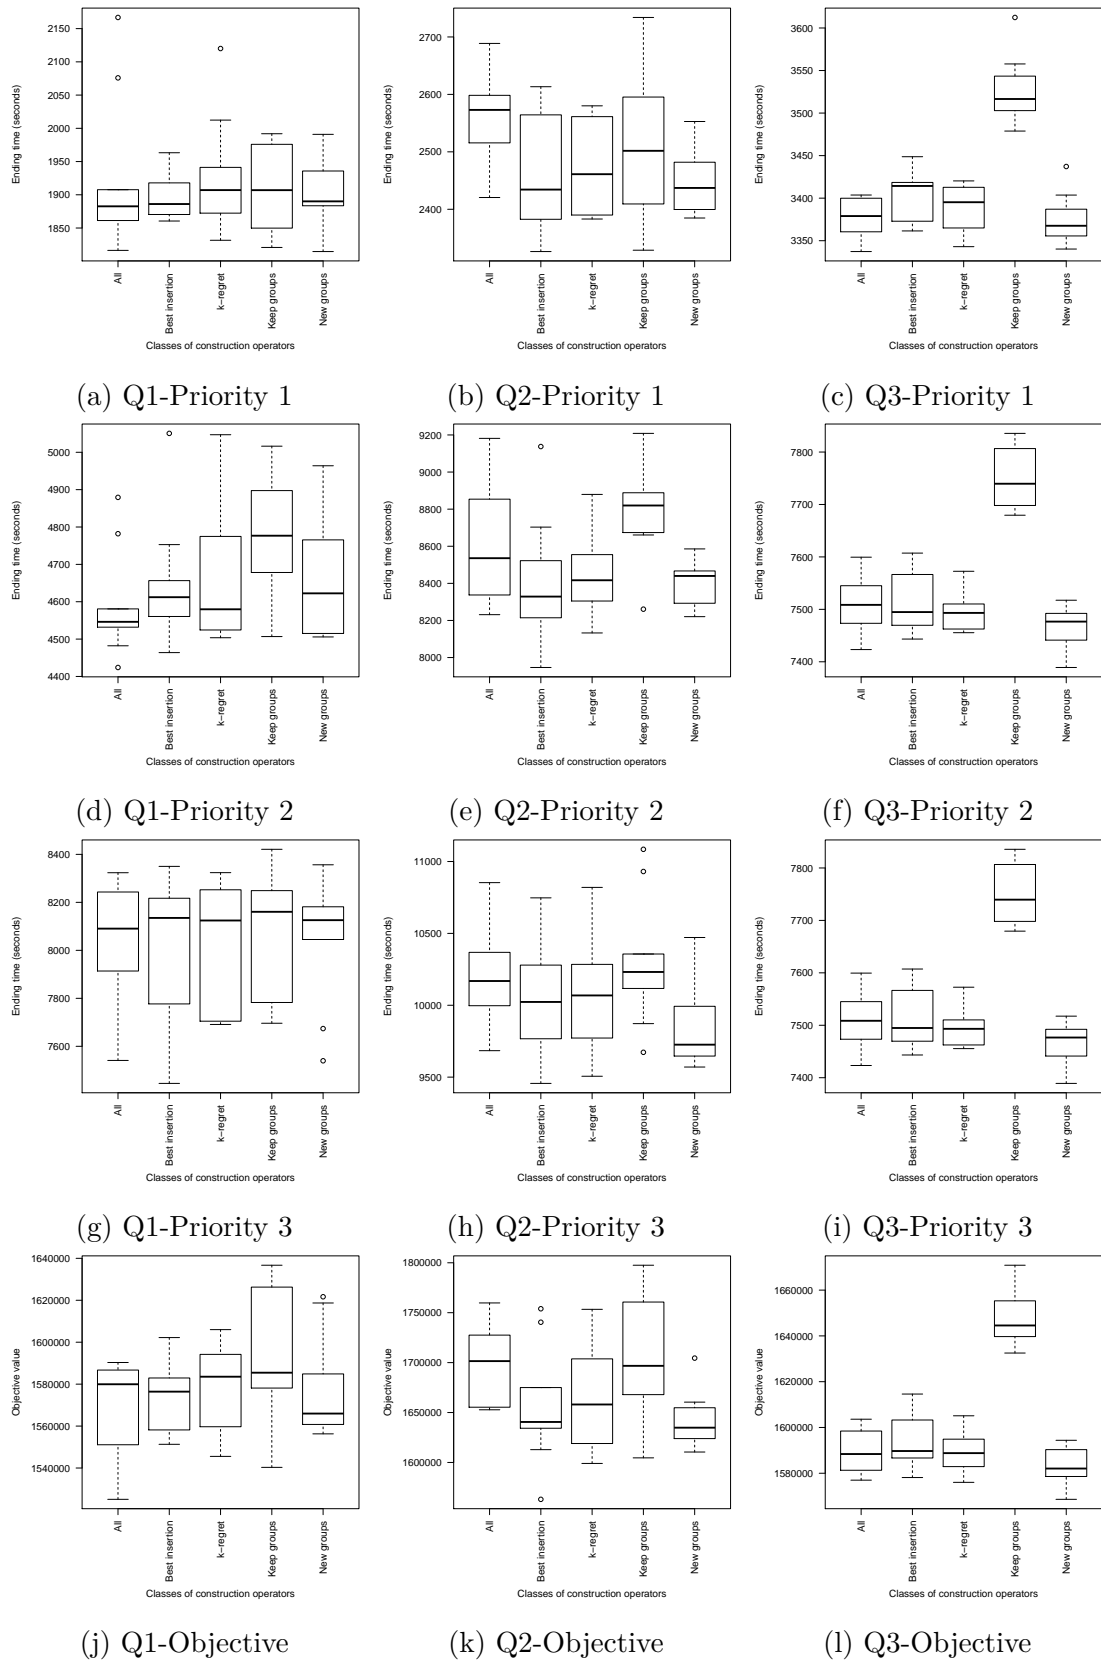 2150
2100
2050
2000
1950
1900
1850
Ending time (seconds)
All
Best insertion
k−regret
Keep groups
New groups
Classes of construction operators
(a) Q1-Priority 1
2700
2600
2500
2400
Ending time (seconds)
All
Best insertion
k−regret
Keep groups
New groups
Classes of construction operators
(b) Q2-Priority 1
3600
3550
3500
3450
3400
3350
Ending time (seconds)
All
Best insertion
k−regret
Keep groups
New groups
Classes of construction operators
(c) Q3-Priority 1
5000
4900
4800
4700
4600
4500
4400
Ending time (seconds)
All
Best insertion
k−regret
Keep groups
New groups
Classes of construction operators
(d) Q1-Priority 2
9200
9000
8800
8600
8400
8200
8000
Ending time (seconds)
All
Best insertion
k−regret
Keep groups
New groups
Classes of construction operators
(e) Q2-Priority 2
7800
7700
7600
7500
7400
Ending time (seconds)
All
Best insertion
k−regret
Keep groups
New groups
Classes of construction operators
(f) Q3-Priority 2
8400
8200
8000
7800
7600
Ending time (seconds)
All
Best insertion
k−regret
Keep groups
New groups
Classes of construction operators
(g) Q1-Priority 3
11000
10500
10000
9500
Ending time (seconds)
All
Best insertion
k−regret
Keep groups
New groups
Classes of construction operators
(h) Q2-Priority 3
7800
7700
7600
7500
7400
Ending time (seconds)
All
Best insertion
k−regret
Keep groups
New groups
Classes of construction operators
(i) Q3-Priority 3
1640000
1620000
1600000
1580000
1560000
1540000
Objective value
All
Best insertion
k−regret
Keep groups
New groups
Classes of construction operators
(j) Q1-Objective
1800000
1750000
1700000
1650000
1600000
Objective value
All
Best insertion
k−regret
Keep groups
New groups
Classes of construction operators
(k) Q2-Objective
1660000
1640000
1620000
1600000
1580000
Objective value
All
Best insertion
k−regret
Keep groups
New groups
Classes of construction operators
(l) Q3-Objective